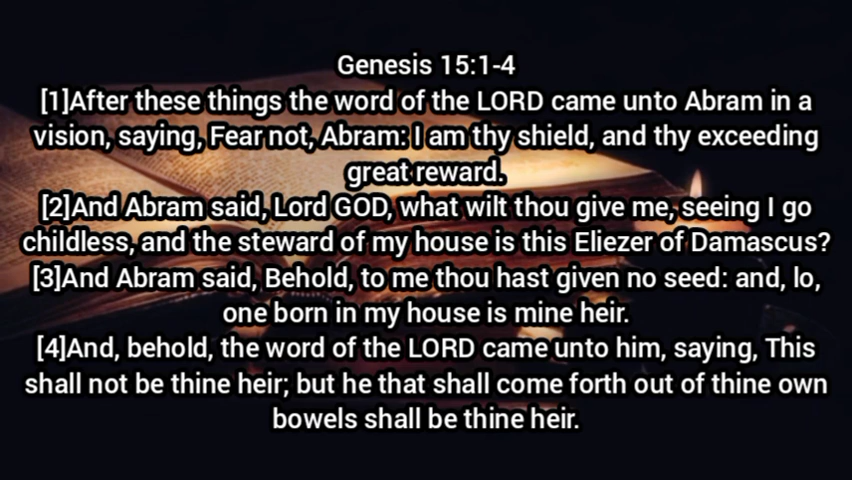 Genesis 15:1-4
[1]After these things the word of the LORD came unto Abram in a
vision, saying, Fear not, Abram: I am thy shield, and thy exceeding
great reward.
[2]And Abram said, Lord GOD, what wilt thou give me, seeing I go
childless, and the steward of my house is this Eliezer of Damascus?
[3]And Abram said, Behold, to me thou hast given no seed: and, lo,
one born in my house is mine heir.
[4]And, behold, the word of the LORD came unto him, saying, This
shall not be thine heir; but he that shall come forth out of thine own
bowels shall be thine heir.